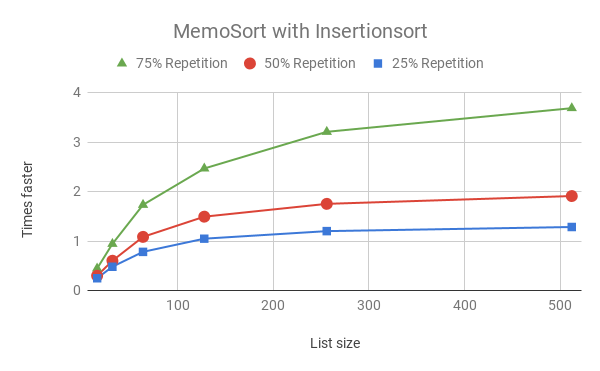 MemoSort with Insertionsort
75% Repetition 50% Repetition 25% Repetition
4
3
2
1
0
Times faster
100 200 300 400 500
List size